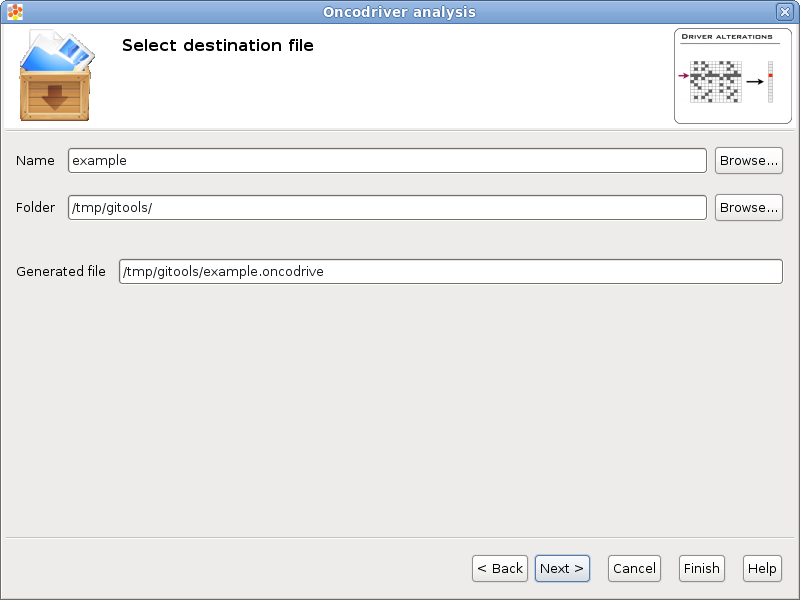 Oncodriver analysis
Select destination file
Driver alterations
Name example Browse...
Folder /tmp/gitools/ Browse...
Generated file /tmp/gitools/example.oncodrive
< Back Next > Cancel Finish Help